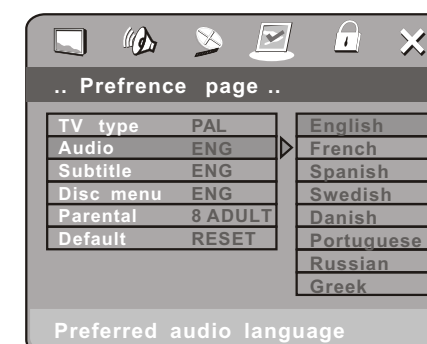 .. Prefrence page ..
TV type PAL
Audio ENG
Subtitle ENG
Disc menu ENG
Parental 8 ADULT
Default RESET
English
French
Spanish
Swedish
Danish
Portuguese
Russian
Greek
Preferred audio language